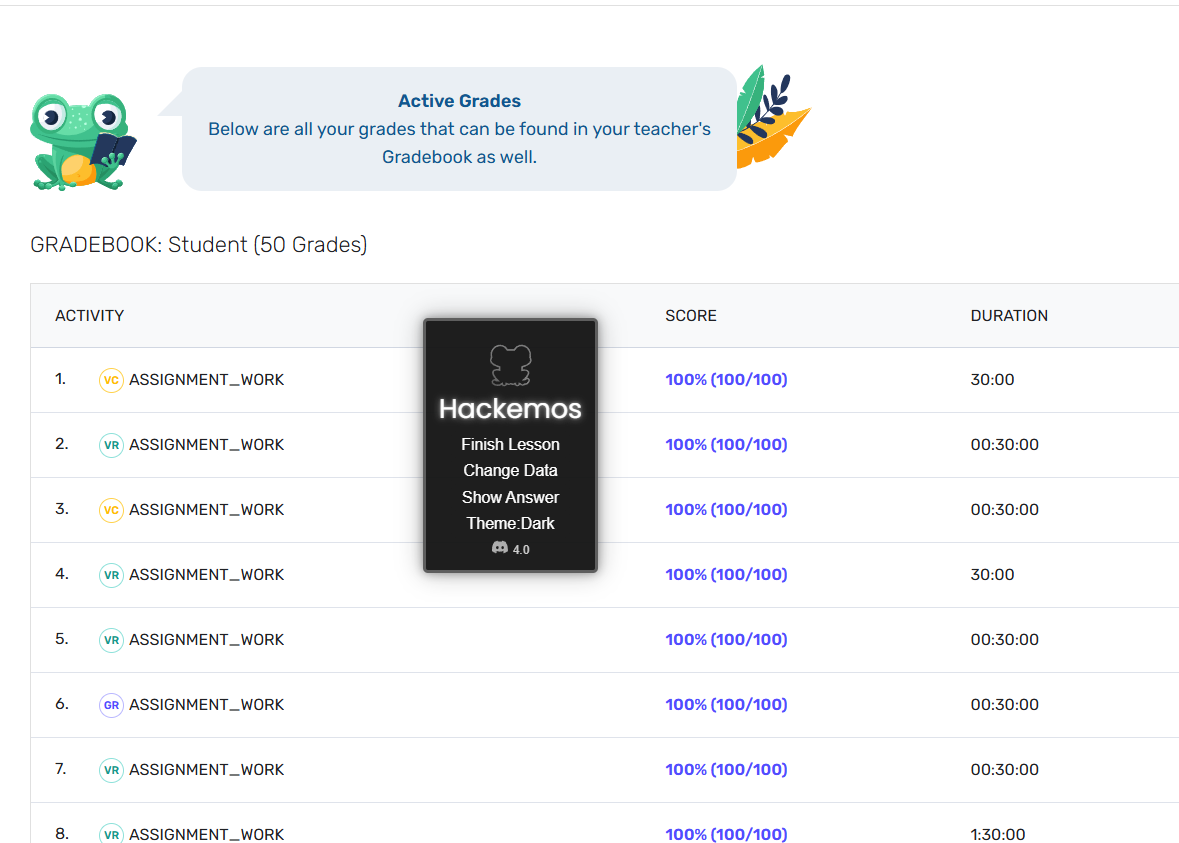 Active Grades
Below are all your grades that can be found in your teacher's
Gradebook as well.
GRADEBOOK: Student (50 Grades)
ACTIVITY SCORE DURATION
1. VC ASSIGNMENT_WORK 100% (100/100) 30:00
2. VR ASSIGNMENT_WORK 100% (100/100) 00:30:00
3. VC ASSIGNMENT_WORK 100% (100/100) 00:30:00
4. VR ASSIGNMENT_WORK 100% (100/100) 30:00
5. VR ASSIGNMENT_WORK 100% (100/100) 00:30:00
6. GR ASSIGNMENT_WORK 100% (100/100) 00:30:00
7. VR ASSIGNMENT_WORK 100% (100/100) 00:30:00
8. VR ASSIGNMENT_WORK 100% (100/100) 1:30:00
Hackemos
Finish Lesson
Change Data
Show Answer
Theme:Dark
4.0